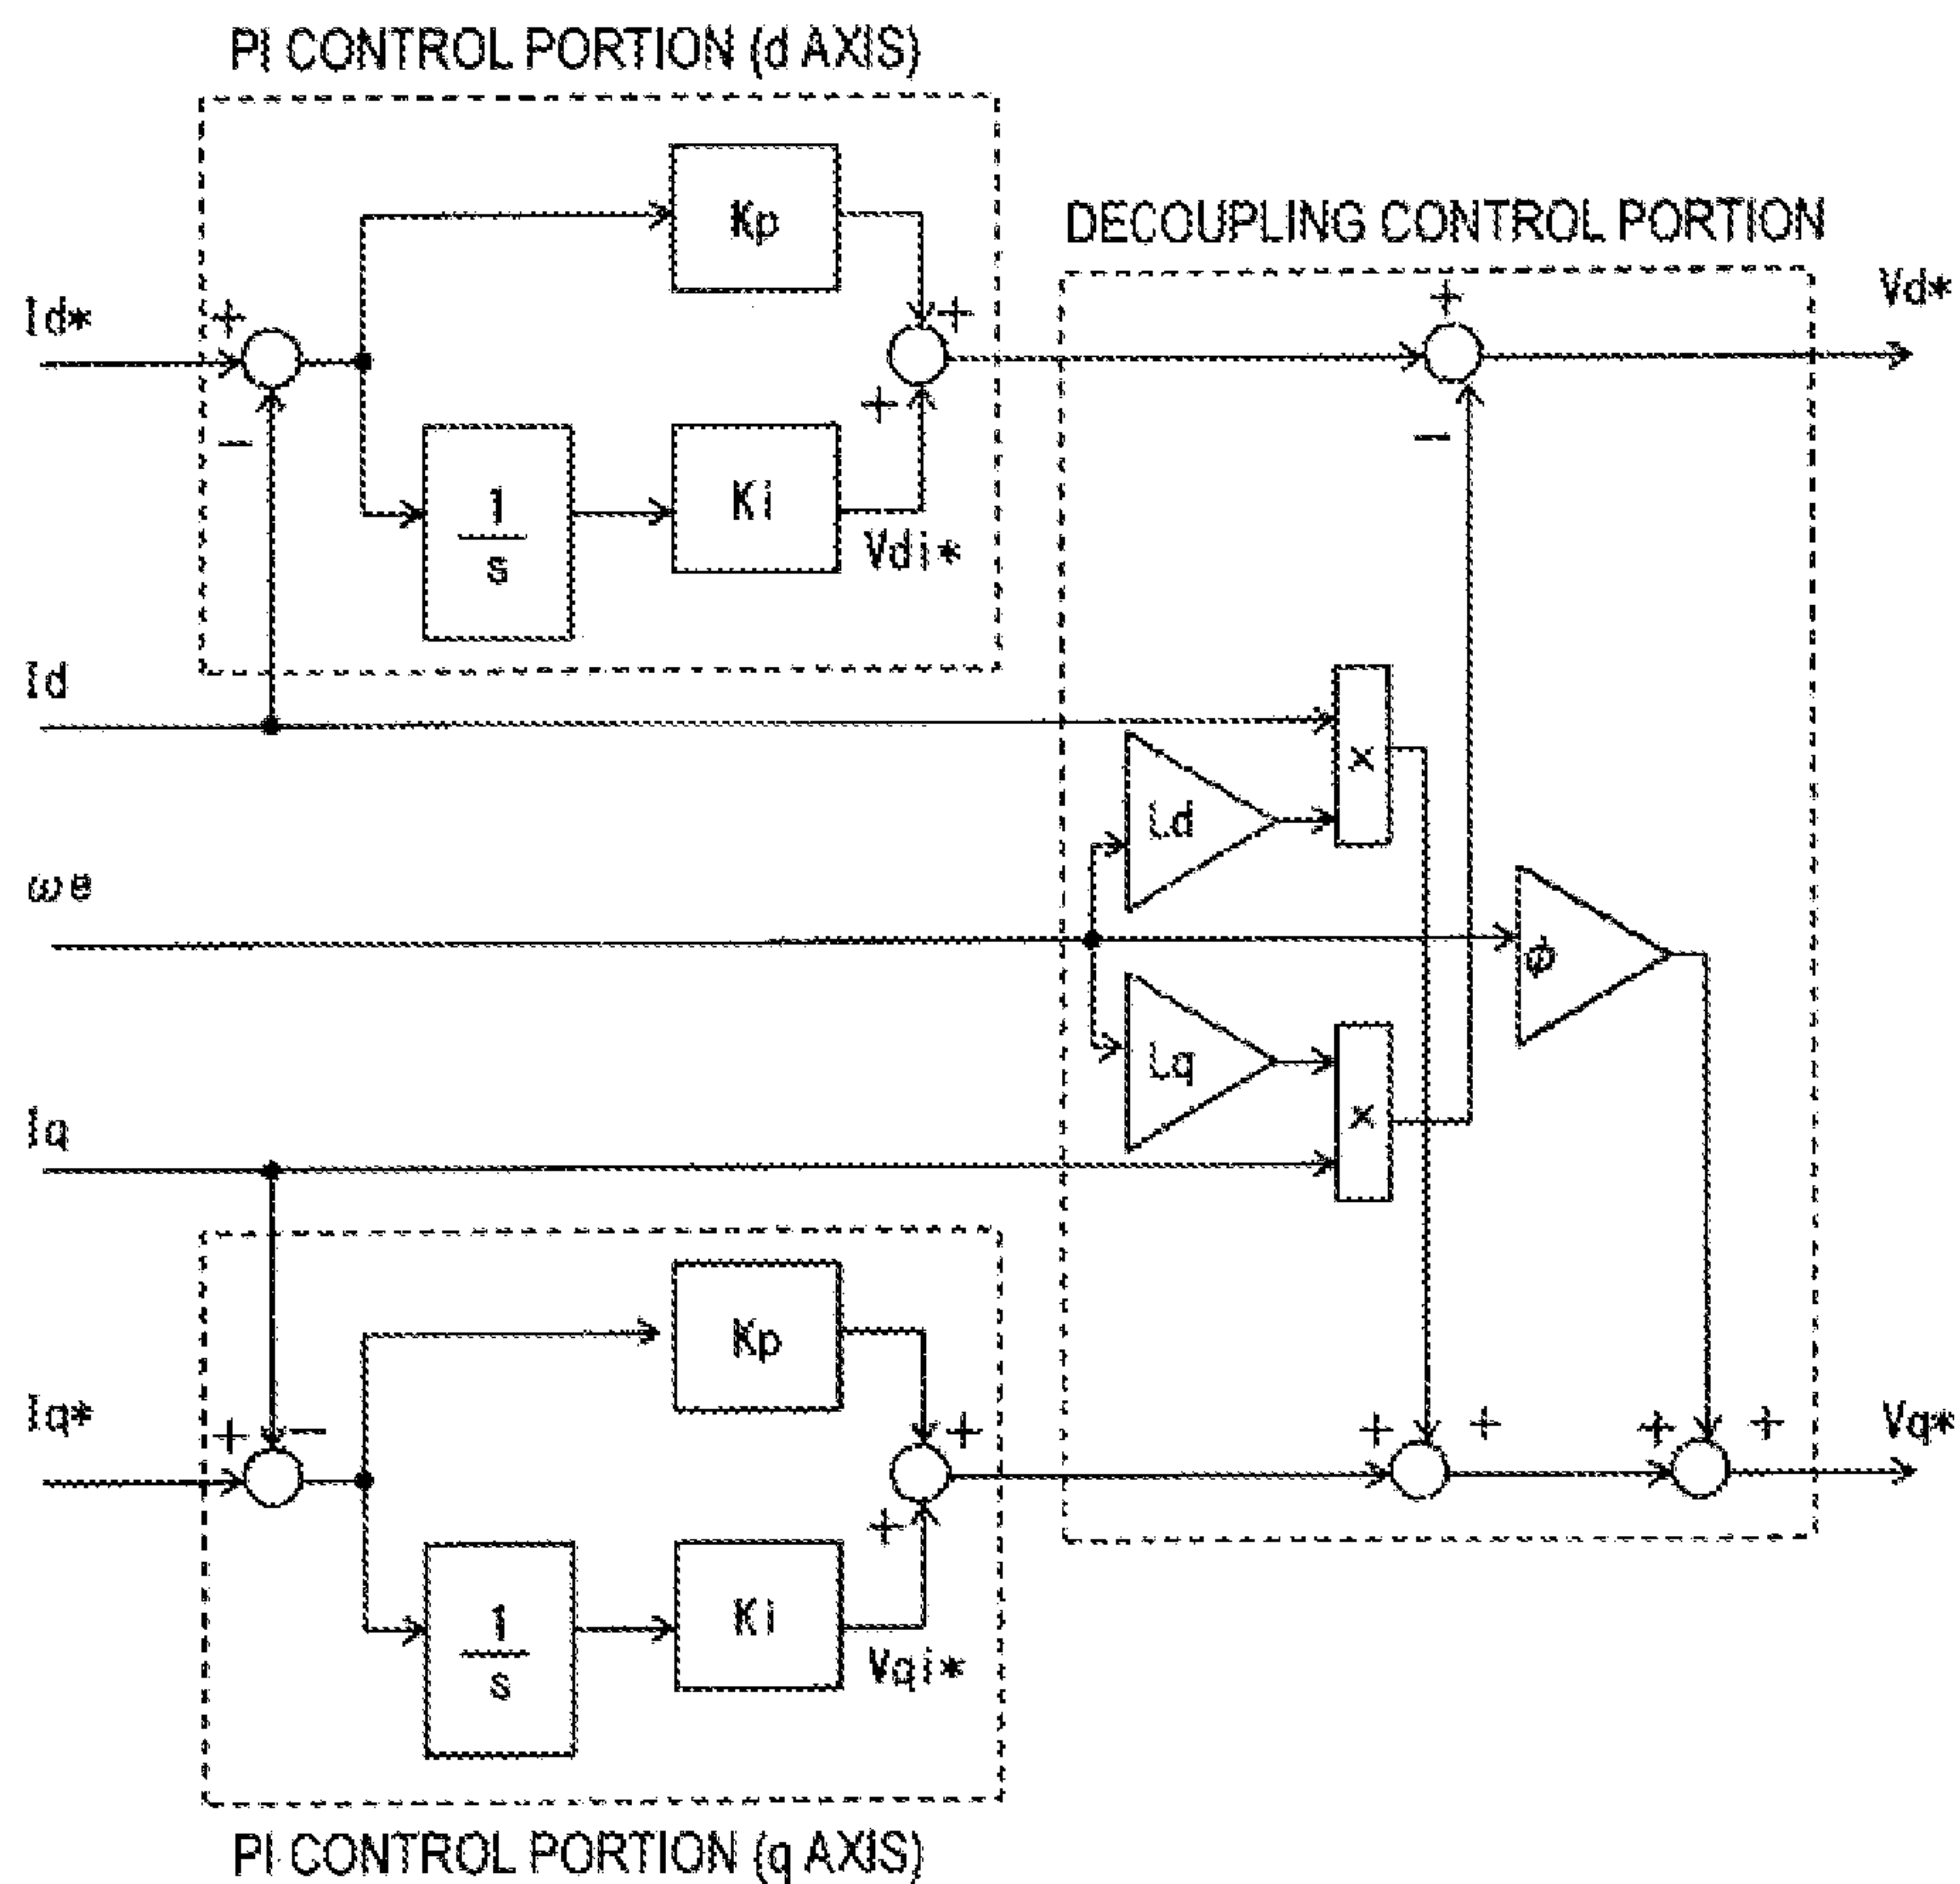 PI CONTROL PORTION (d AXIS)
Kp
DECOUPLING CONTROL PORTION
Id*
+
+
+
Vd*
-
+
-
1
s
Ki
Vdi*
Id
x
Ld
ωe
φ
Lq
x
Iq
Kp
Iq*
+
-
+
+
+
+
+
Vq*
+
1
s
Ki
Vqi*
PI CONTROL PORTION (q AXIS)